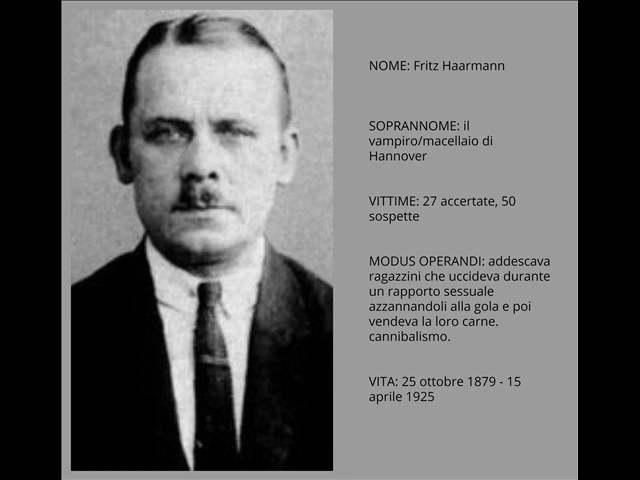 NOME: Fritz Haarmann
SOPRANNOME: il
vampiro/macellaio di
Hannover
VITTIME: 27 accertate, 50
sospette
MODUS OPERANDI: addescava
ragazzini che uccideva durante
un rapporto sessuale
azzannandoli alla gola e poi
vendeva la loro carne.
cannibalismo.
VITA: 25 ottobre 1879 - 15
aprile 1925